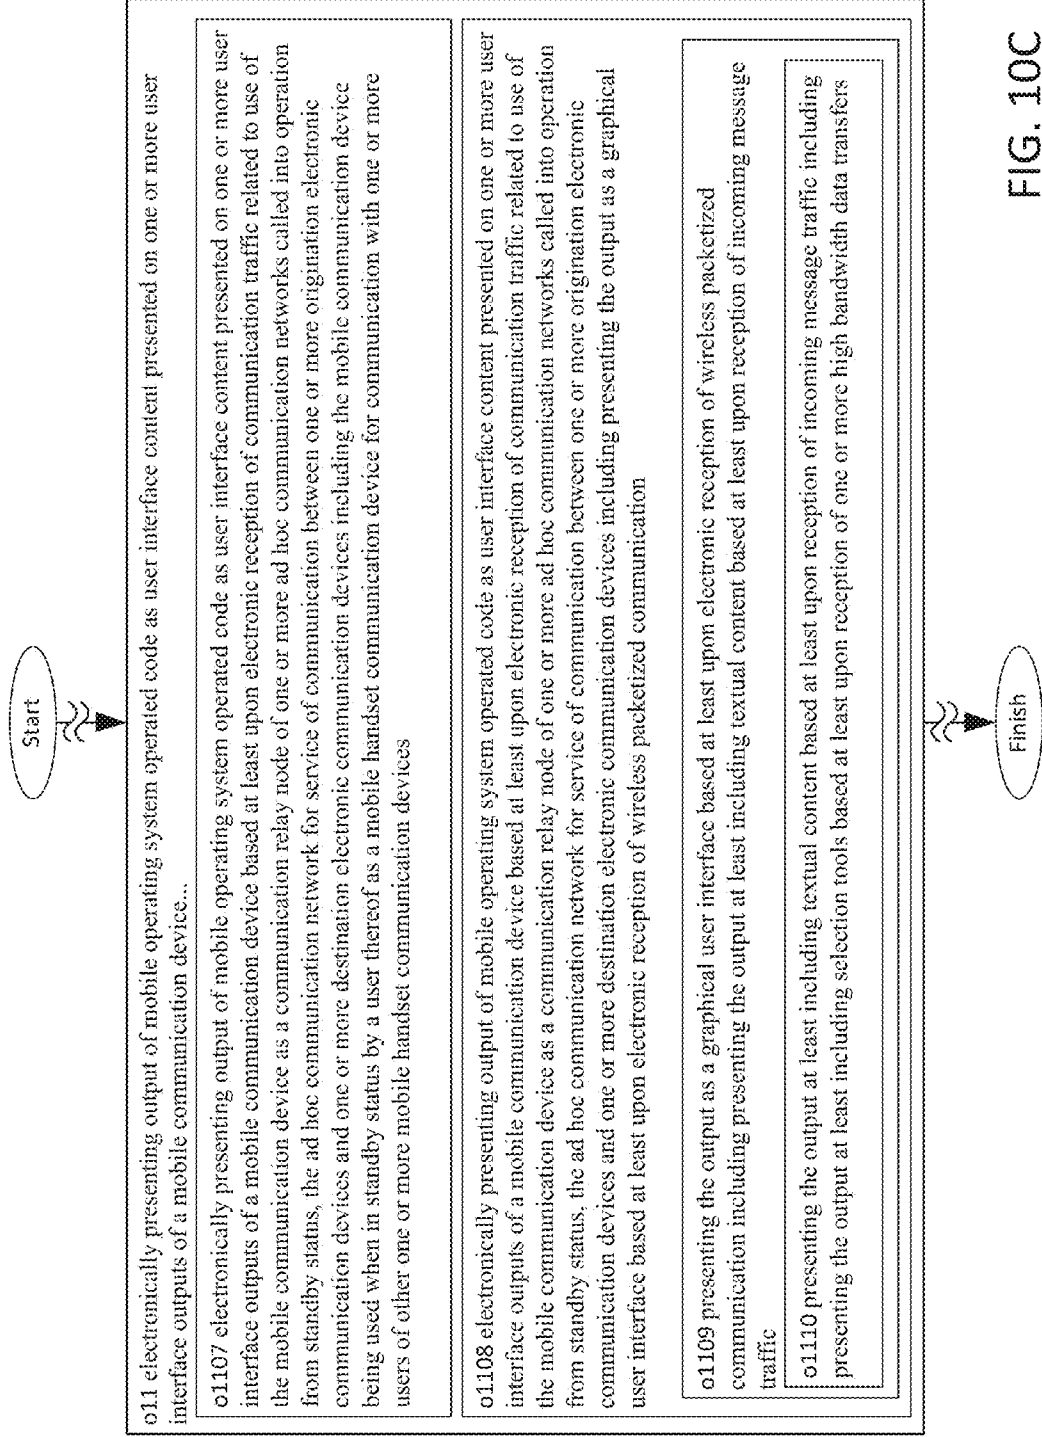 Start
o11 electronically presenting output of mobile operating system operated code as user interface content presented on one or more user
interface outputs of a mobile communication device...
o1107 electronically presenting output of mobile operating system operated code as user interface content presented on one or more user
interface outputs of a mobile communication device based at least upon electronic reception of communication traffic related to use of
the mobile communication device as a communication relay node of one or more ad hoc communication networks called into operation
from standby status, the ad hoc communication network for service of communication between one or more origination electronic
communication devices and one or more destination electronic communication devices including the mobile communication device
being used when in standby status by a user thereof as a mobile handset communication device for communication with one or more
users of other one or more mobile handset communication devices
o1108 electronically presenting output of mobile operating system operated code as user interface content presented on one or more user
interface outputs of a mobile communication device based at least upon electronic reception of communication traffic related to use of
the mobile communication device as a communication relay node of one or more ad hoc communication networks called into operation
from standby status, the ad hoc communication network for service of communication between one or more origination electronic
communication devices and one or more destination electronic communication devices including presenting the output as a graphical
user interface based at least upon electronic reception of wireless packetized communication
o1109 presenting the output as a graphical user interface based at least upon electronic reception of wireless packetized
communication including presenting the output at least including textual content based at least upon reception of incoming message
traffic
o1110 presenting the output at least including textual content based at least upon reception of incoming message traffic including
presenting the output at least including selection tools based at least upon reception of one or more high bandwidth data transfers
Finish
FIG. 10C